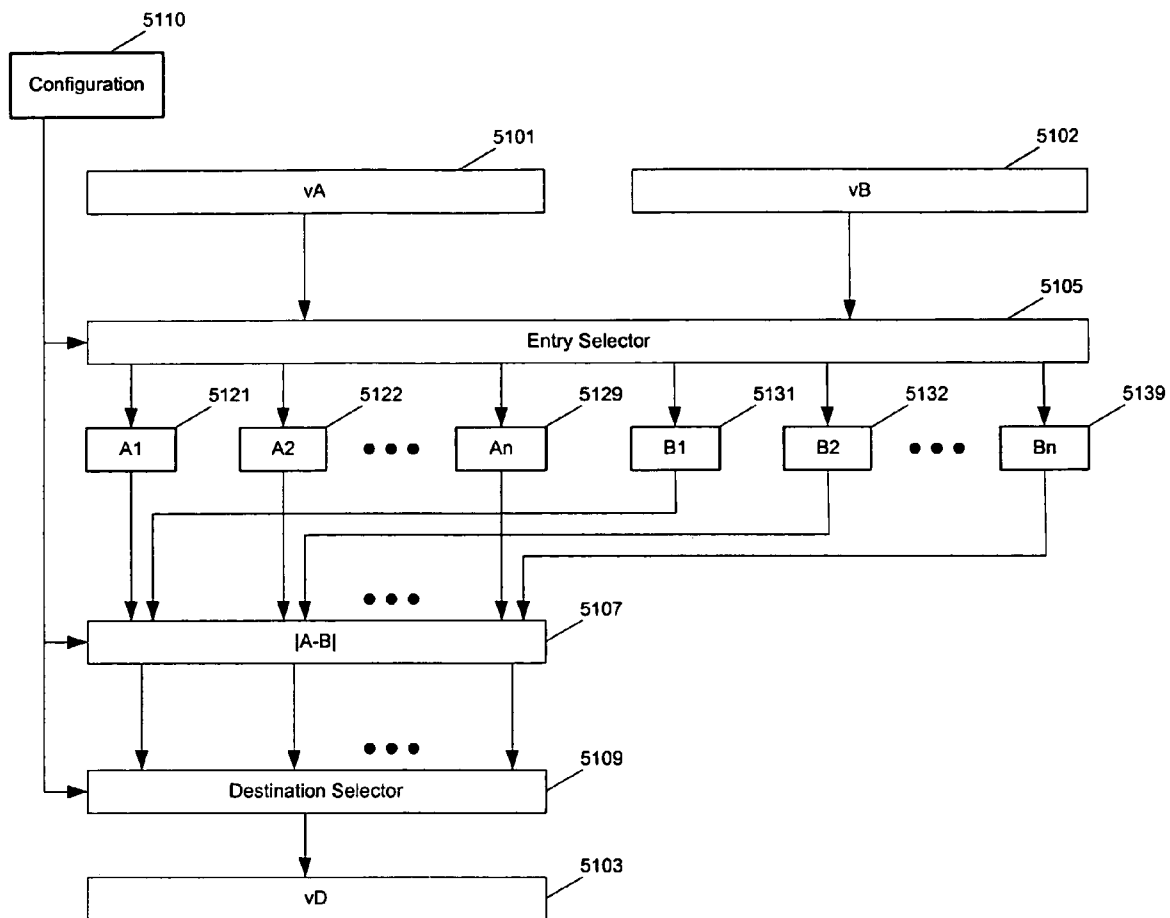 5110
Configuration
5101
5102
vA
vB
5105
Entry Selector
5121
5122
5129
5131
5132
5139
A1
A2
An
B1
B2
Bn
5107
|A-B|
5109
Destination Selector
5103
vD